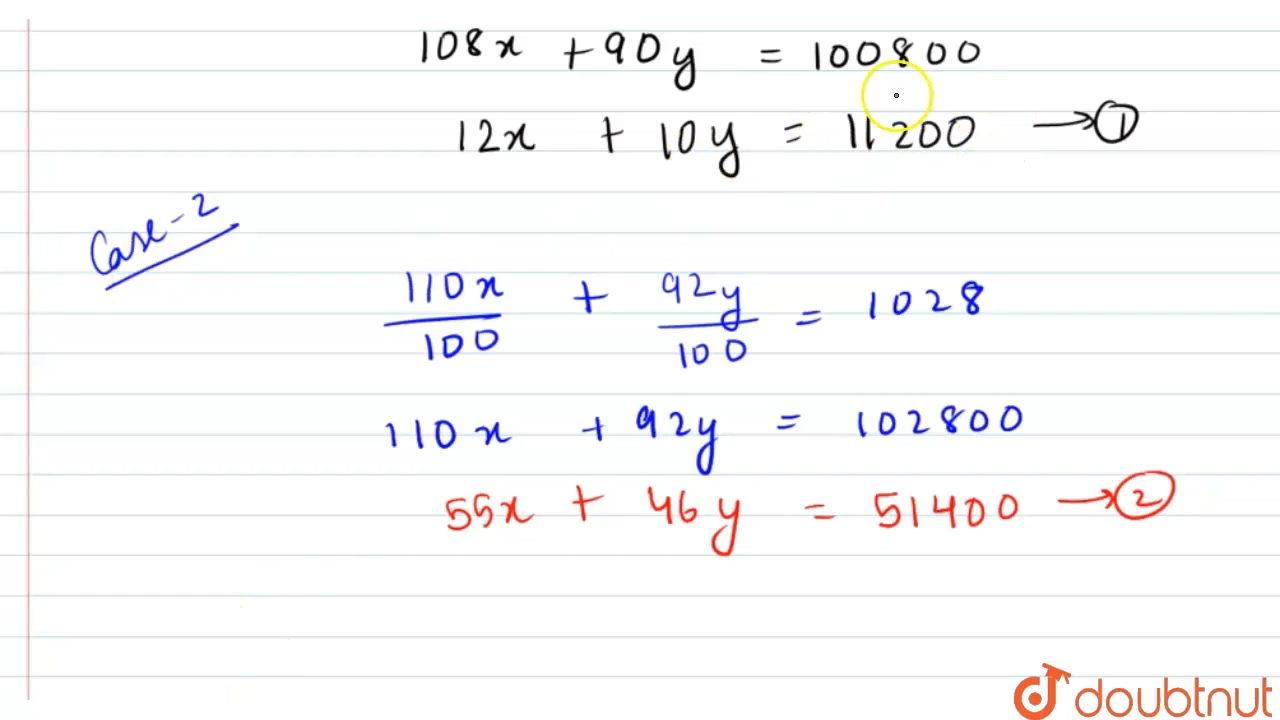 108x + 90y = 100800
12x + 10y = 11200 → ①
Case-2
110x/100 + 92y/100 = 1028
110x + 92y = 102800
55x + 46y = 51400 → ②
doubtnut